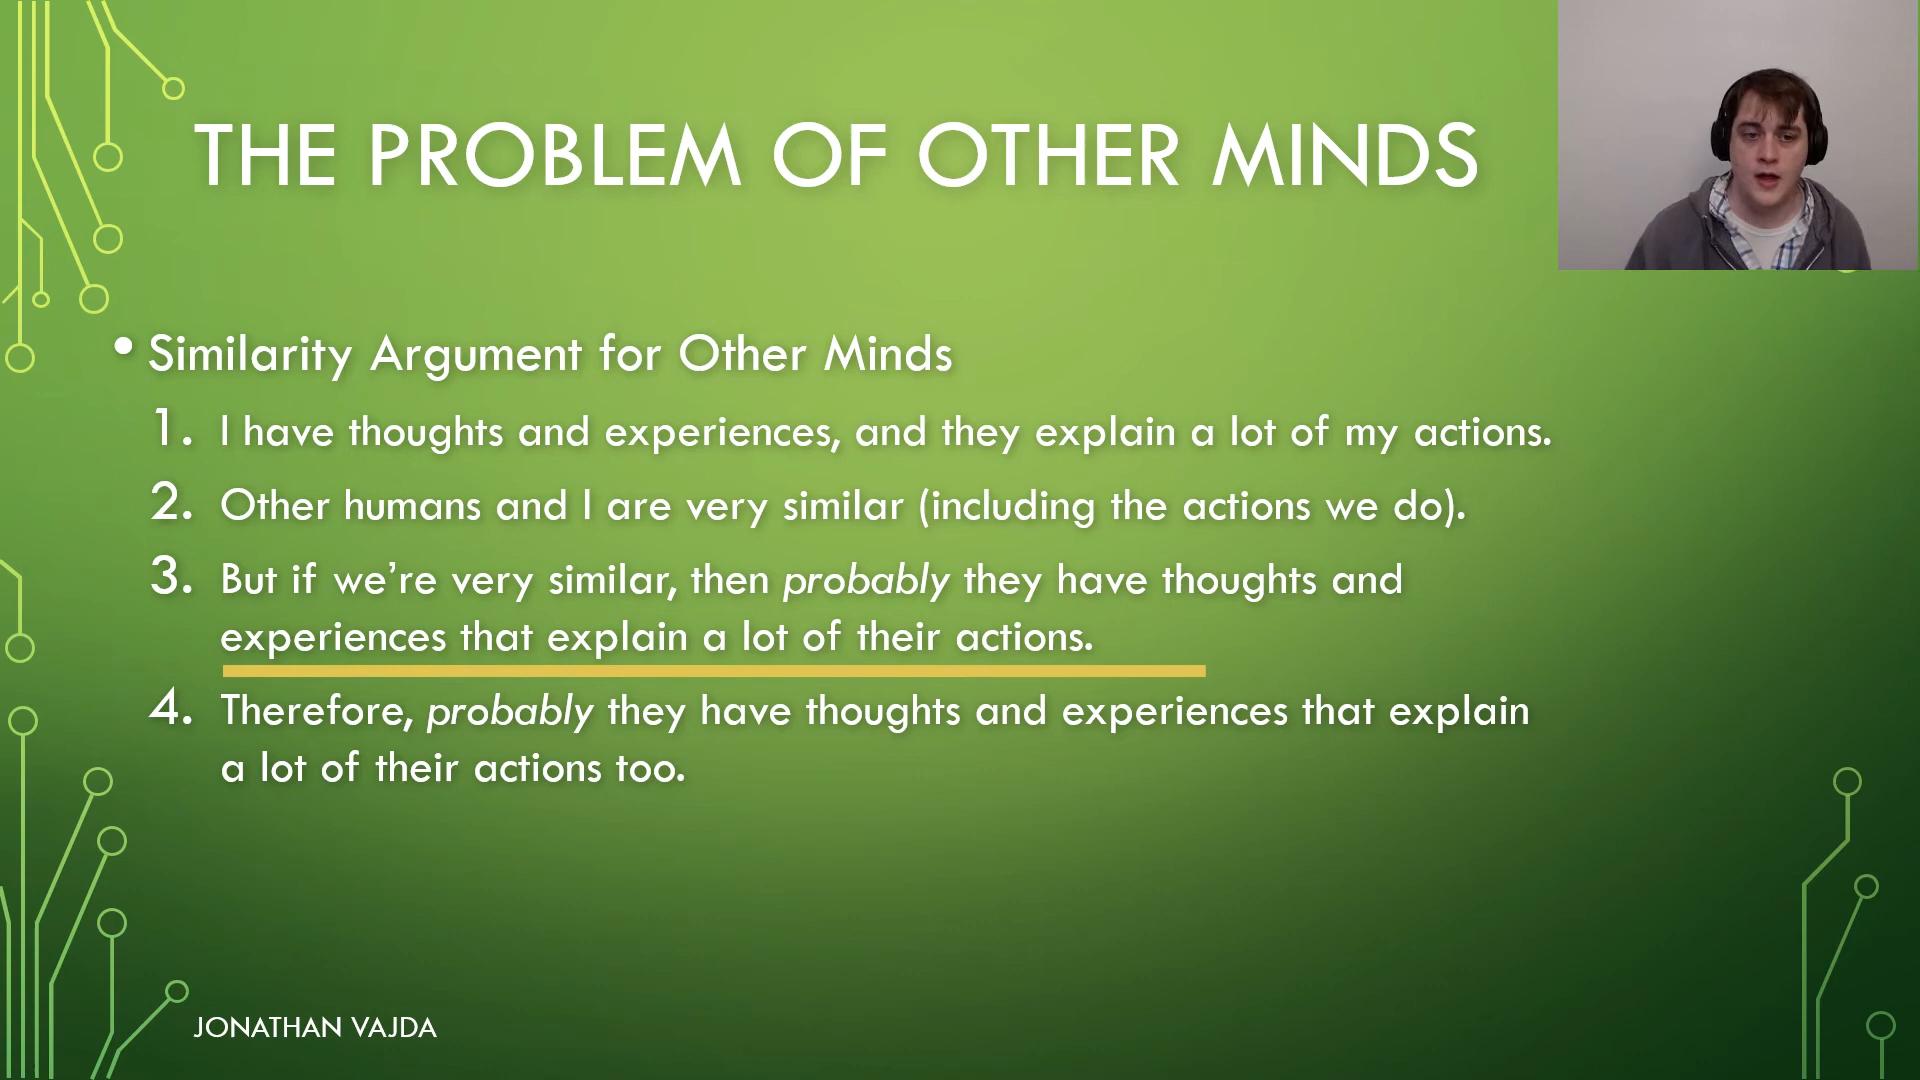 THE PROBLEM OF OTHER MINDS
• Similarity Argument for Other Minds
1. I have thoughts and experiences, and they explain a lot of my actions.
2. Other humans and I are very similar (including the actions we do).
3. But if we’re very similar, then probably they have thoughts and
experiences that explain a lot of their actions.
4. Therefore, probably they have thoughts and experiences that explain
a lot of their actions too.
JONATHAN VAJDA